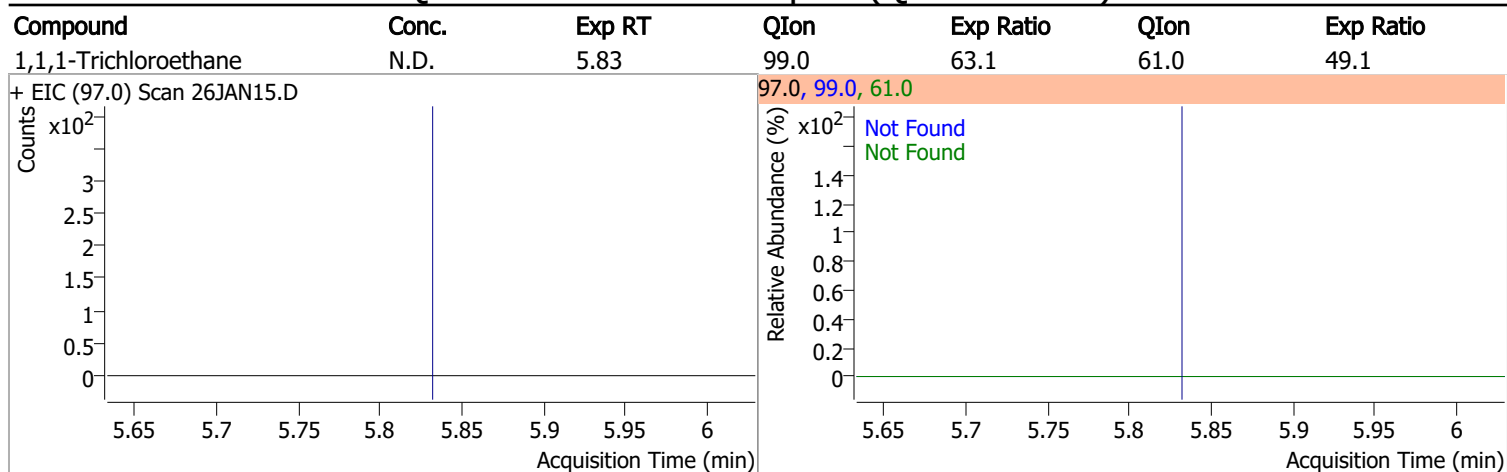 Compound Conc. Exp RT QIon Exp Ratio QIon Exp Ratio
1,1,1-Trichloroethane N.D. 5.83 99.0 63.1 61.0 49.1
+ EIC (97.0) Scan 26JAN15.D
Counts
x10²
3
2.5
2
1.5
1
0.5
0
5.65 5.7 5.75 5.8 5.85 5.9 5.95 6
Acquisition Time (min)
97.0, 99.0, 61.0
Relative Abundance (%)
x10²
Not Found
Not Found
1.4
1.2
1
0.8
0.6
0.4
0.2
0
5.65 5.7 5.75 5.8 5.85 5.9 5.95 6
Acquisition Time (min)